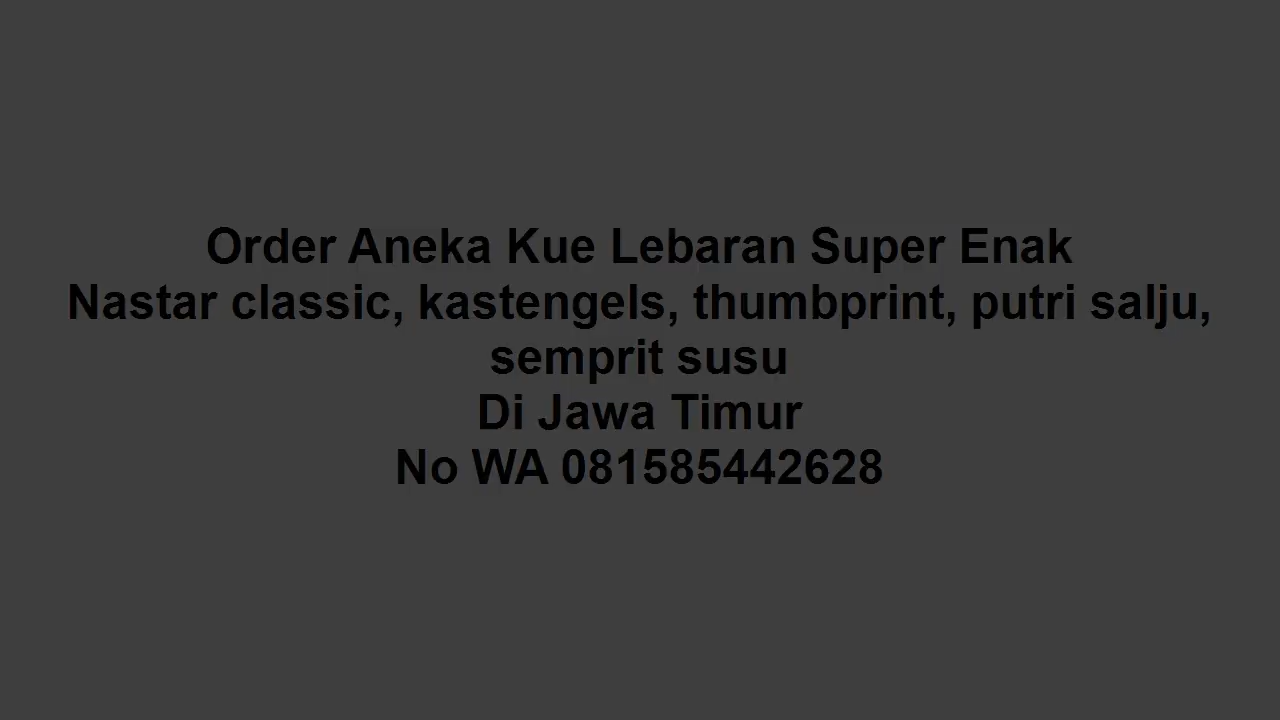 Order Aneka Kue Lebaran Super Enak
Nastar classic, kastengels, thumbprint, putri salju,
semprit susu
Di Jawa Timur
No WA 081585442628